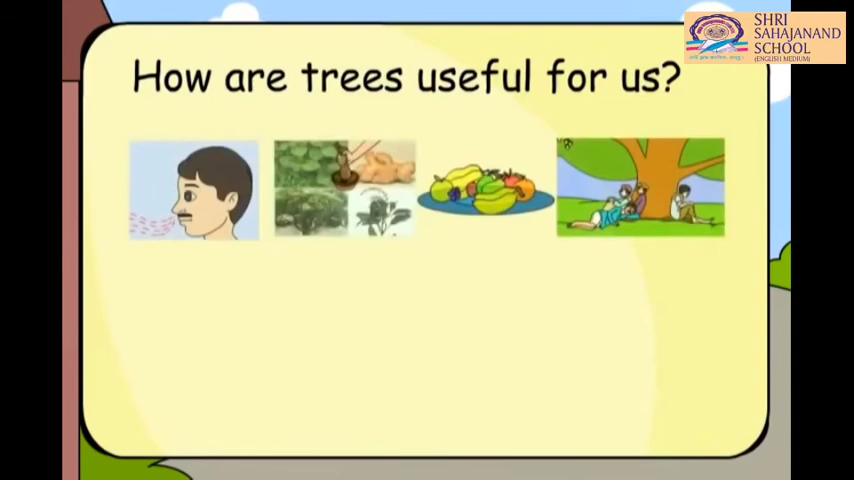 How are trees useful for us?
SHRI
SAHAJANAND
SCHOOL
(ENGLISH MEDIUM)